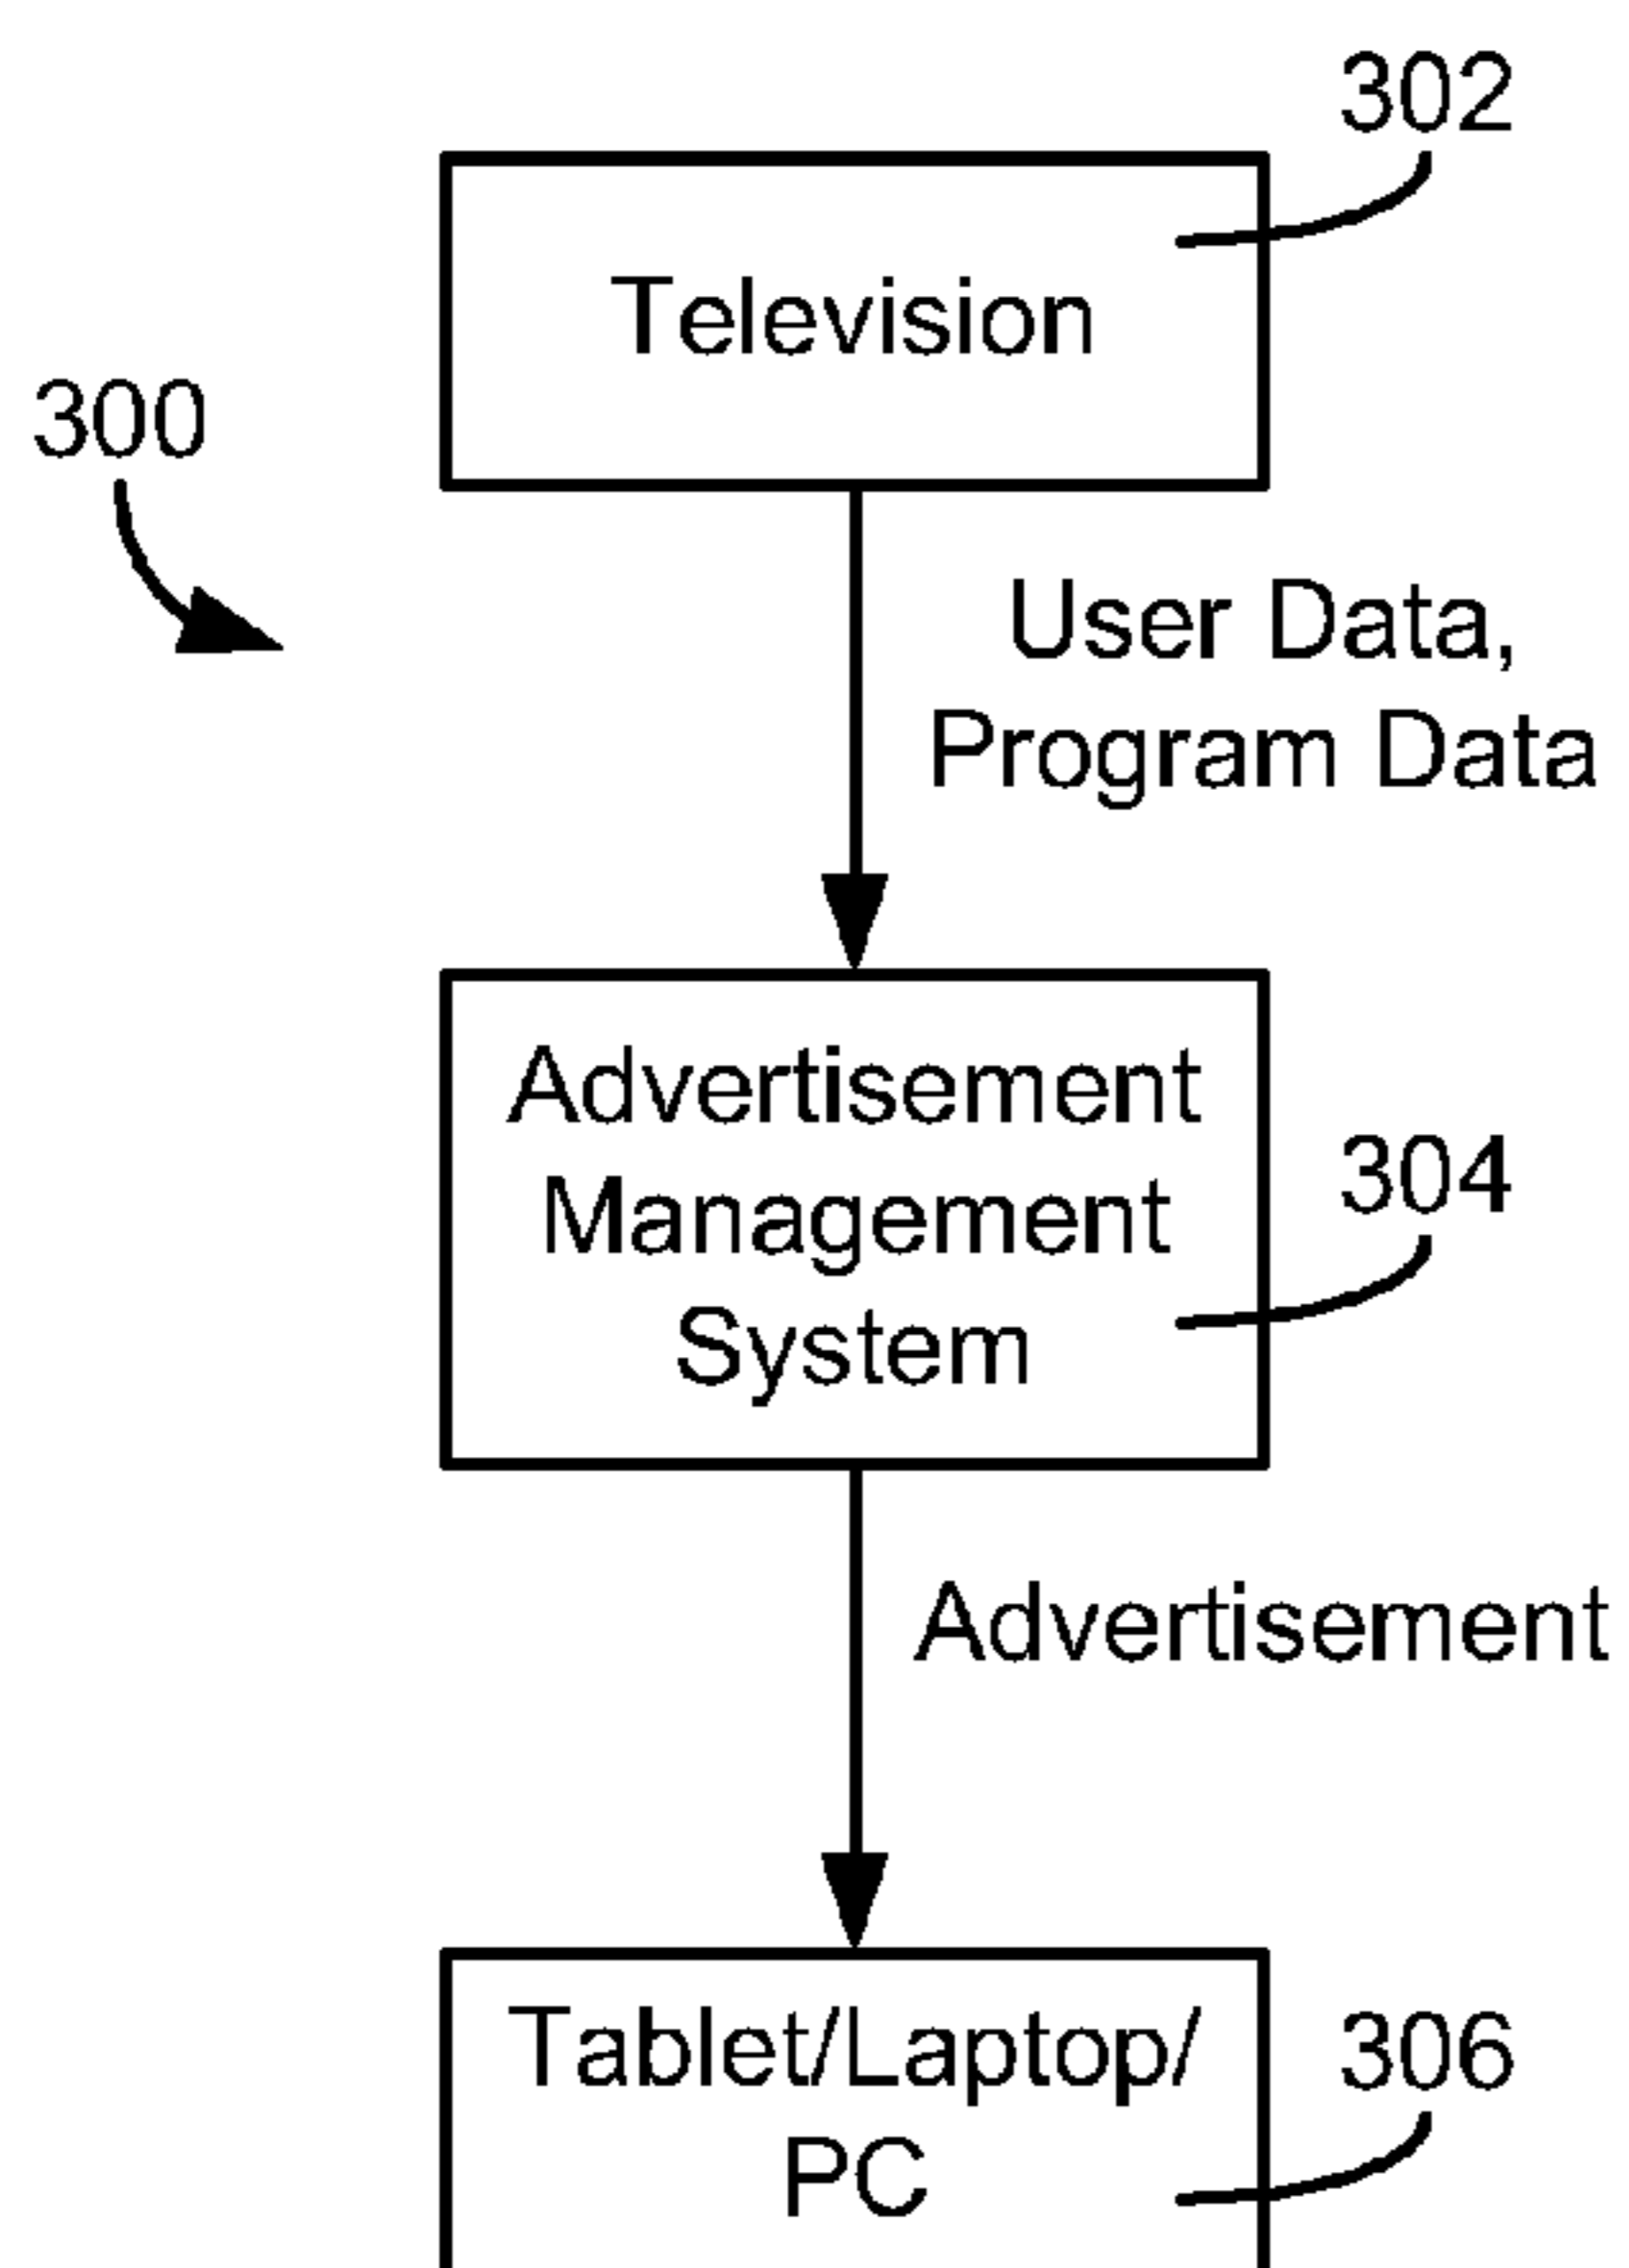 302
Television
300
User Data,
Program Data
Advertisement
Management
System
304
Advertisement
Tablet/Laptop/
PC
306